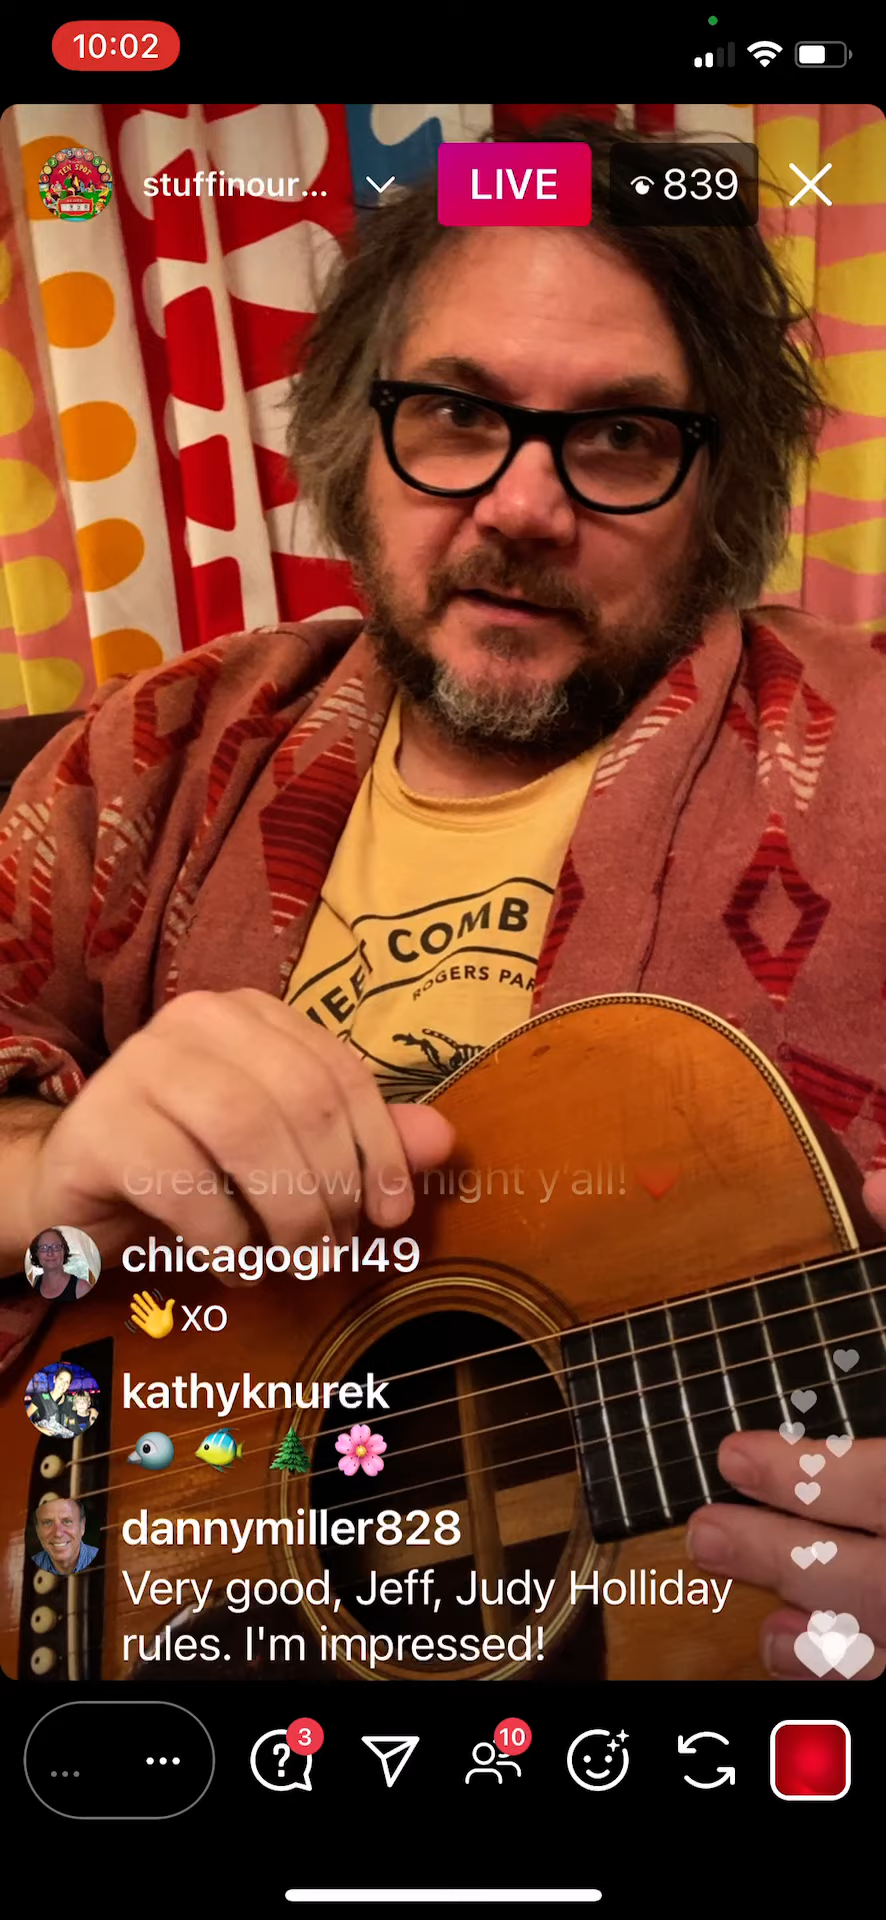 10:02
stuffinour...
LIVE
839
COMB
ROGERS PAR
Great show, G'night y'all!
chicagogirl49
👋xo
kathyknurek
dannymiller828
Very good, Jeff, Judy Holliday
rules. I'm impressed!
3
10